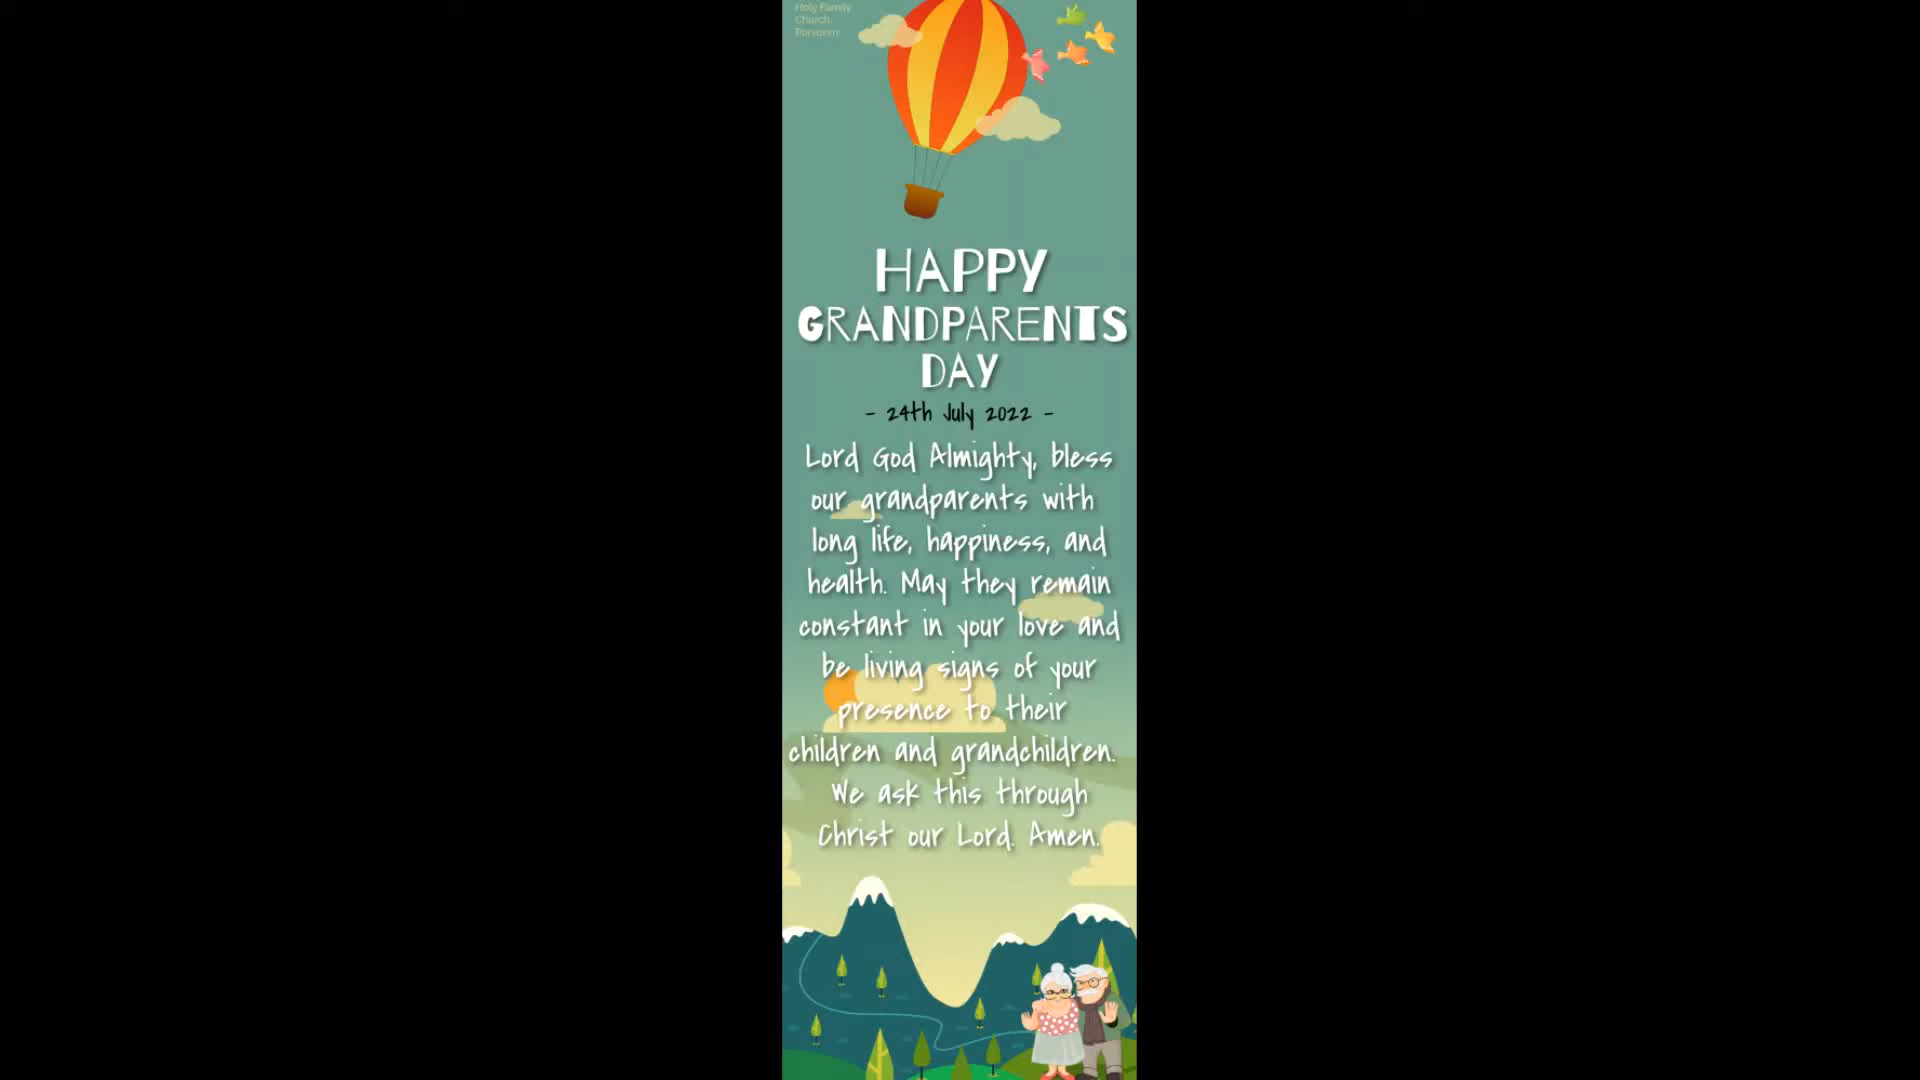 Holy Family
Church,
Porvorim
HAPPY
GRANDPARENTS
DAY
- 24th July 2022 -
Lord God Almighty, bless
our grandparents with
long life, happiness, and
health. May they remain
constant in your love and
be living signs of your
presence to their
children and grandchildren.
We ask this through
Christ our Lord. Amen.